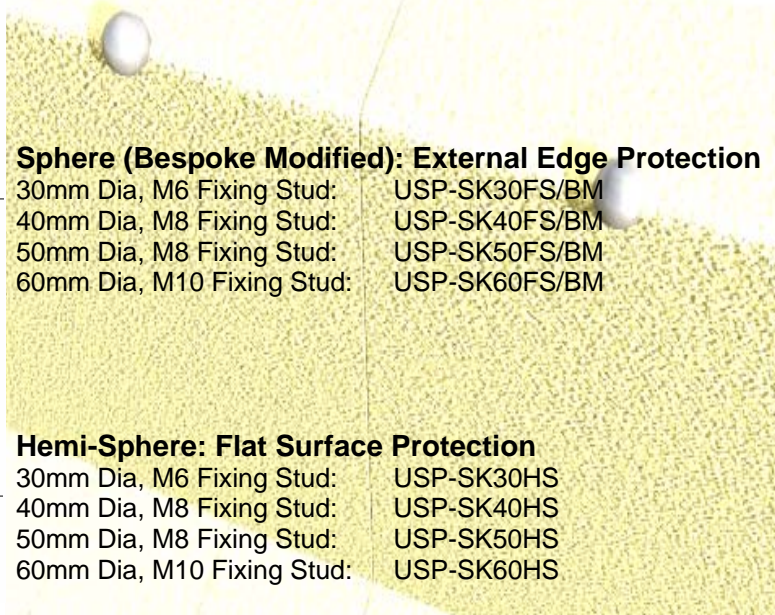 Sphere (Bespoke Modified): External Edge Protection
30mm Dia, M6 Fixing Stud: USP-SK30FS/BM
40mm Dia, M8 Fixing Stud: USP-SK40FS/BM
50mm Dia, M8 Fixing Stud: USP-SK50FS/BM
60mm Dia, M10 Fixing Stud: USP-SK60FS/BM
Hemi-Sphere: Flat Surface Protection
30mm Dia, M6 Fixing Stud: USP-SK30HS
40mm Dia, M8 Fixing Stud: USP-SK40HS
50mm Dia, M8 Fixing Stud: USP-SK50HS
60mm Dia, M10 Fixing Stud: USP-SK60HS